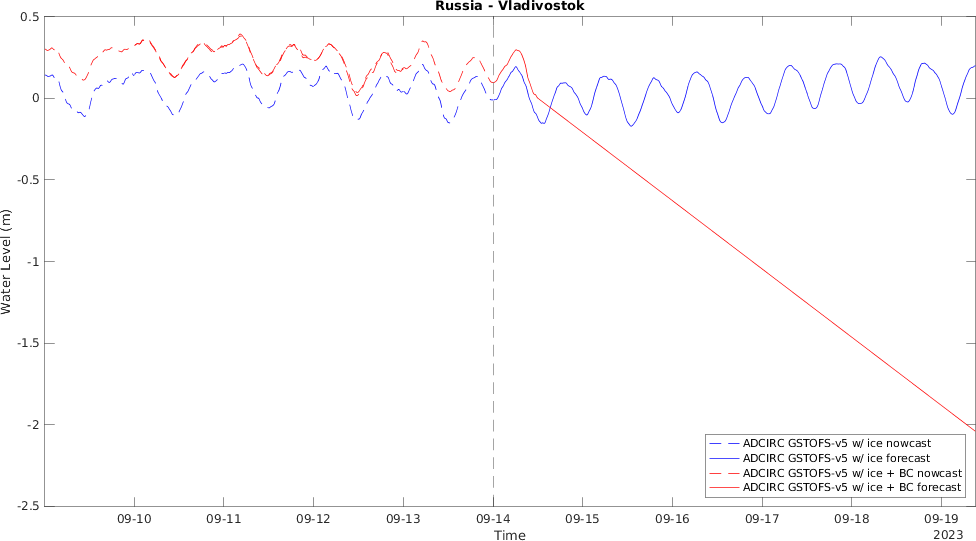 Russia - Vladivostok
0.5
0
-0.5
-1
-1.5
-2
-2.5
Water Level (m)
ADCIRC GSTOFS-v5 w/ ice nowcast
ADCIRC GSTOFS-v5 w/ ice forecast
ADCIRC GSTOFS-v5 w/ ice + BC nowcast
ADCIRC GSTOFS-v5 w/ ice + BC forecast
09-10 09-11 09-12 09-13 09-14 09-15 09-16 09-17 09-18 09-19
Time 2023